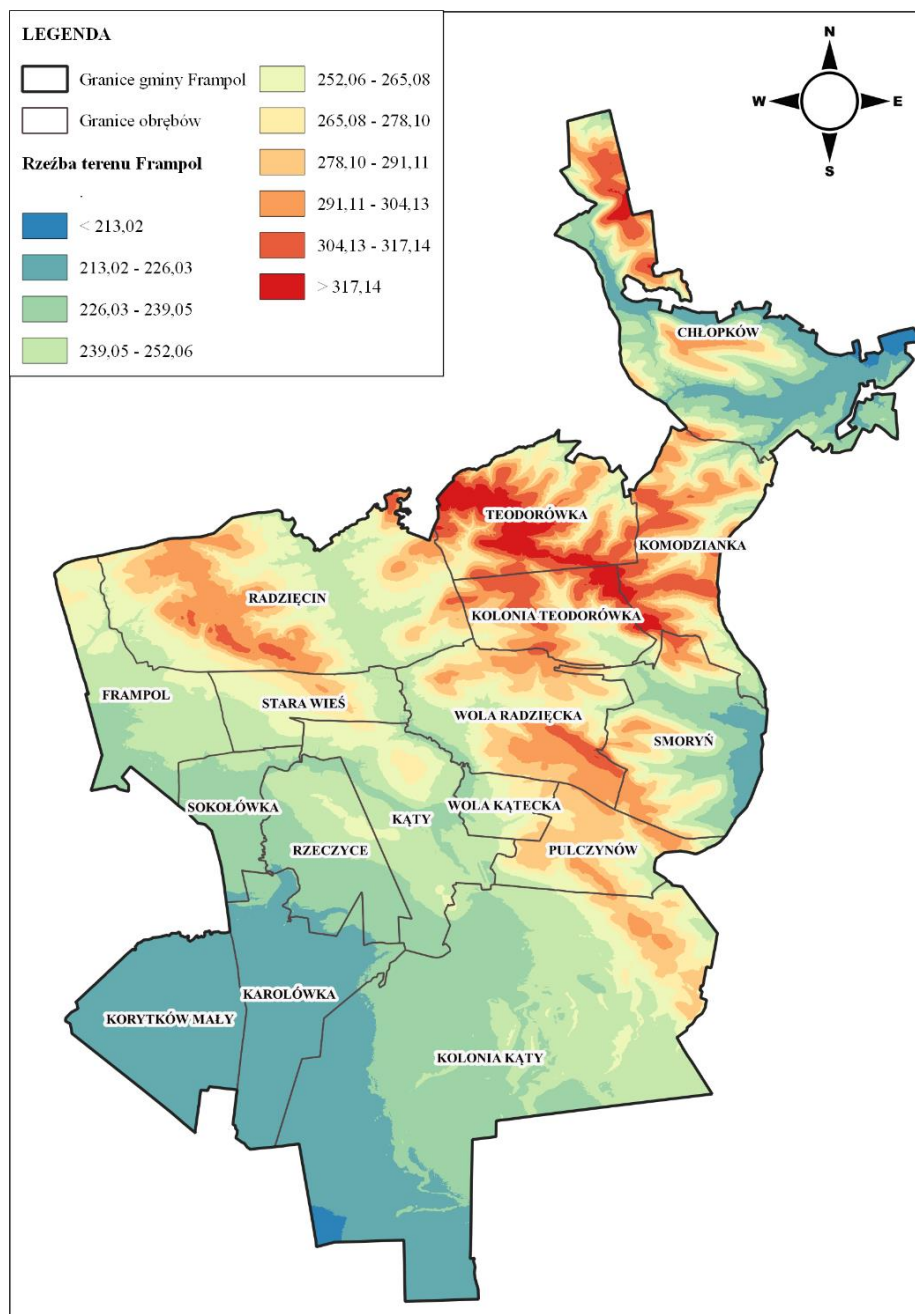 LEGENDA
Granice gminy Frampol
Granice obrębów
Rzeźba terenu Frampol
.
< 213,02
213,02 - 226,03
226,03 - 239,05
239,05 - 252,06
252,06 - 265,08
265,08 - 278,10
278,10 - 291,11
291,11 - 304,13
304,13 - 317,14
> 317,14
N
W
E
S
CHŁOPKÓW
TEODORÓWKA
KOMODZIANKA
RADZIĘCIN
KOLONIA TEODORÓWKA
FRAMPOL
STARA WIEŚ
WOLA RADZIĘCKA
SMORYŃ
SOKOŁÓWKA
KĄTY
WOLA KĄTECKA
RZECZYCE
PULCZYNÓW
KAROLÓWKA
KORYTKÓW MAŁY
KOLONIA KĄTY